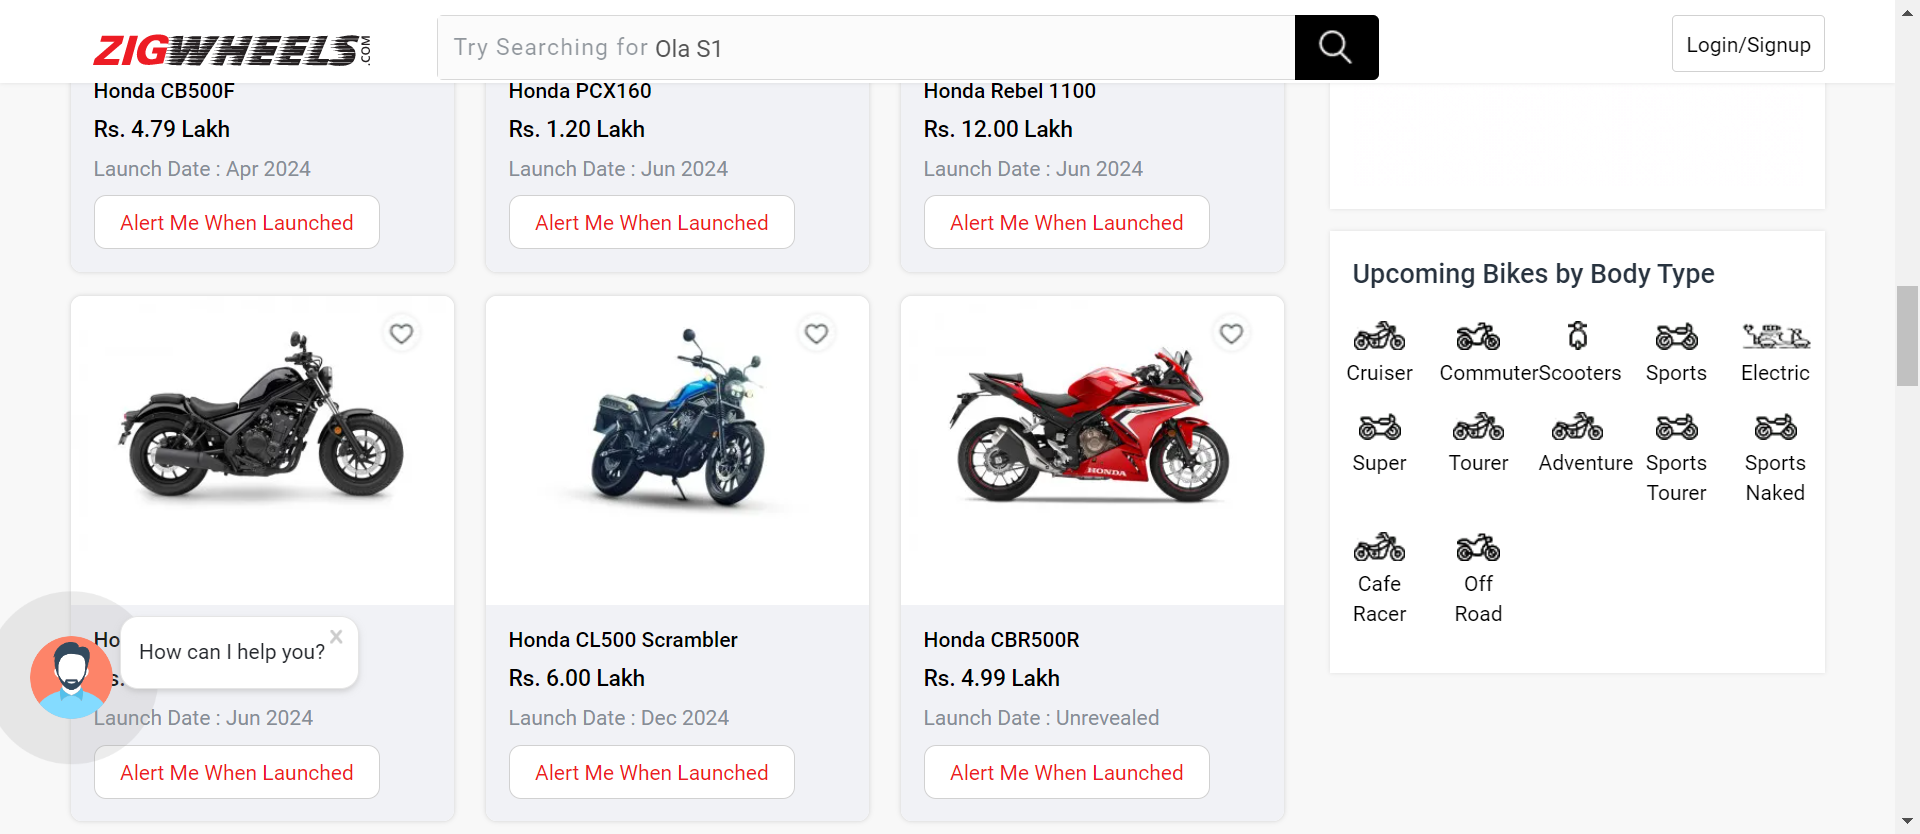 ZIGWHEELS.COM
Try Searching for Ola S1
Login/Signup
Honda CB500F
Rs. 4.79 Lakh
Launch Date : Apr 2024
Alert Me When Launched
Honda PCX160
Rs. 1.20 Lakh
Launch Date : Jun 2024
Alert Me When Launched
Honda Rebel 1100
Rs. 12.00 Lakh
Launch Date : Jun 2024
Alert Me When Launched
Launch Date : Jun 2024
Alert Me When Launched
Honda CL500 Scrambler
Rs. 6.00 Lakh
Launch Date : Dec 2024
Alert Me When Launched
HONDA
Honda CBR500R
Rs. 4.99 Lakh
Launch Date : Unrevealed
Alert Me When Launched
How can I help you?
x
Upcoming Bikes by Body Type
Cruiser
Commuter
Scooters
Sports
Electric
Super
Tourer
Adventure
Sports
Tourer
Sports
Naked
Cafe
Racer
Off
Road